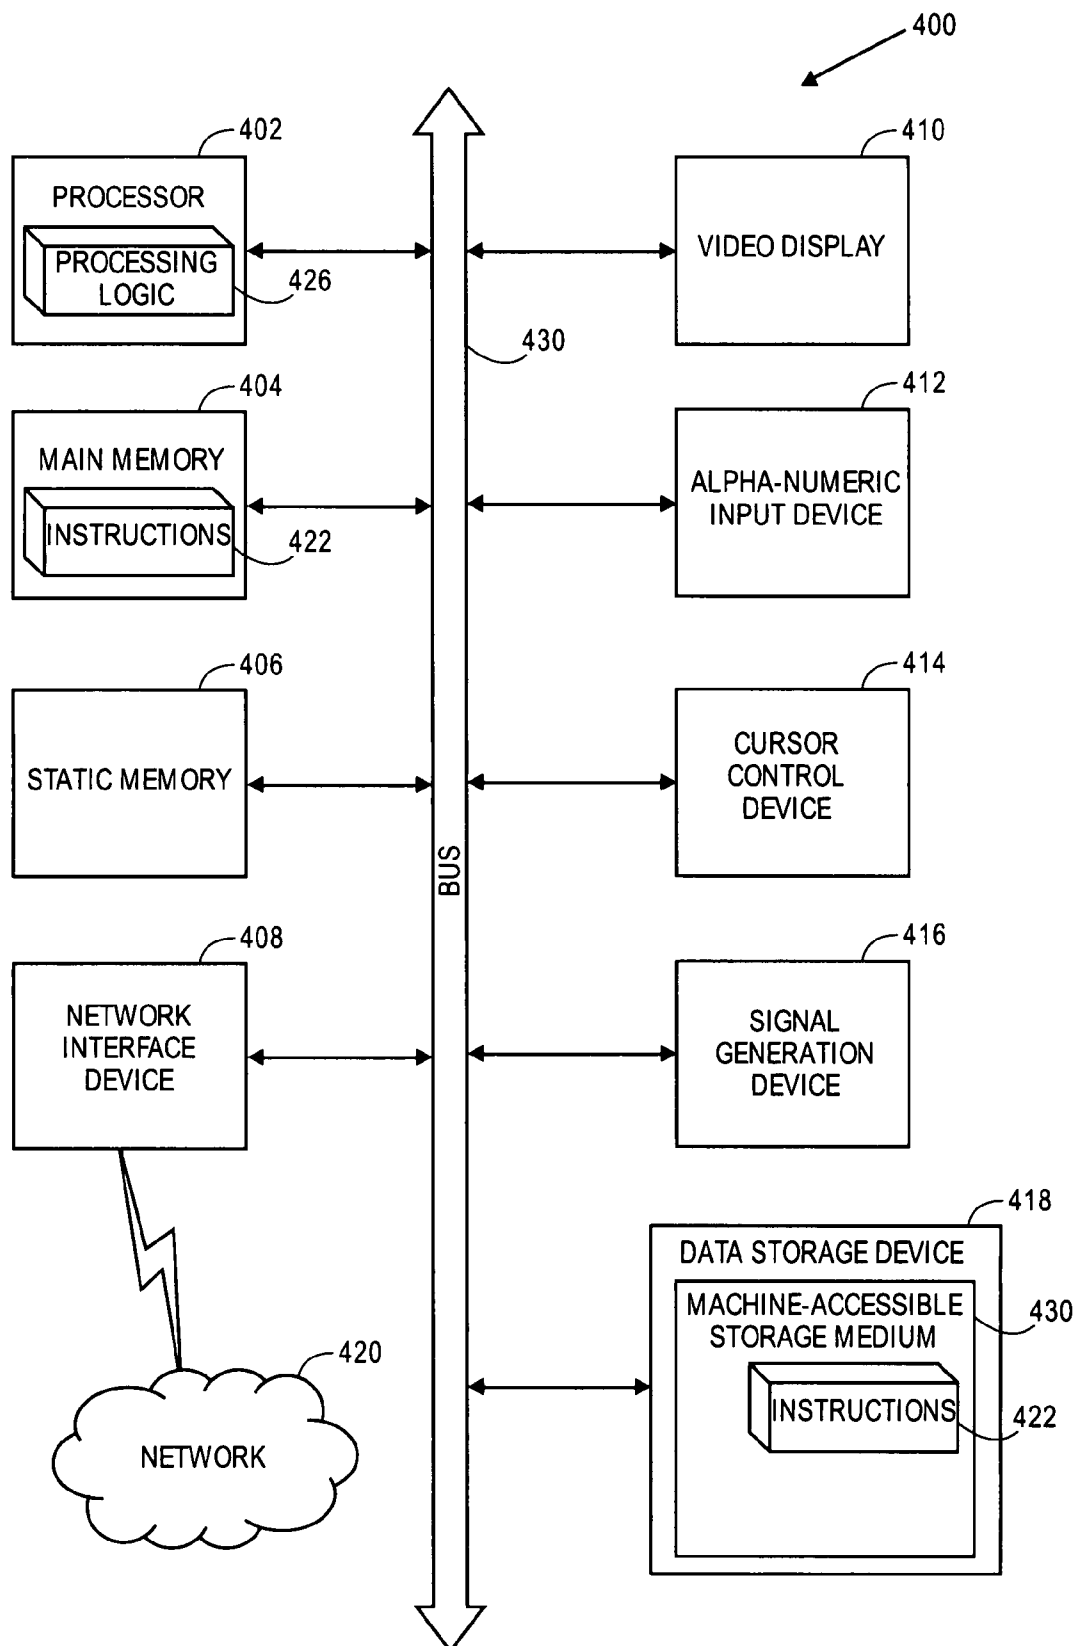 400
402
PROCESSOR
PROCESSING
LOGIC
426
410
VIDEO DISPLAY
430
404
MAIN MEMORY
INSTRUCTIONS
422
412
ALPHA-NUMERIC
INPUT DEVICE
406
STATIC MEMORY
414
CURSOR
CONTROL
DEVICE
BUS
408
NETWORK
INTERFACE
DEVICE
416
SIGNAL
GENERATION
DEVICE
418
DATA STORAGE DEVICE
MACHINE-ACCESSIBLE
STORAGE MEDIUM
430
INSTRUCTIONS
422
420
NETWORK